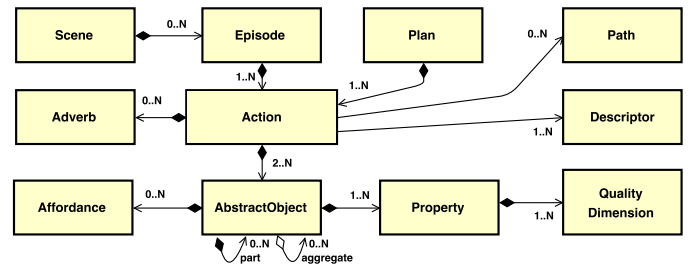 Scene
0..N
Episode
Plan
0..N
Path
1..N
1..N
Adverb
0..N
Action
1..N
Descriptor
2..N
Affordance
0..N
AbstractObject
1..N
Property
1..N
Quality
Dimension
0..N
part
0..N
aggregate